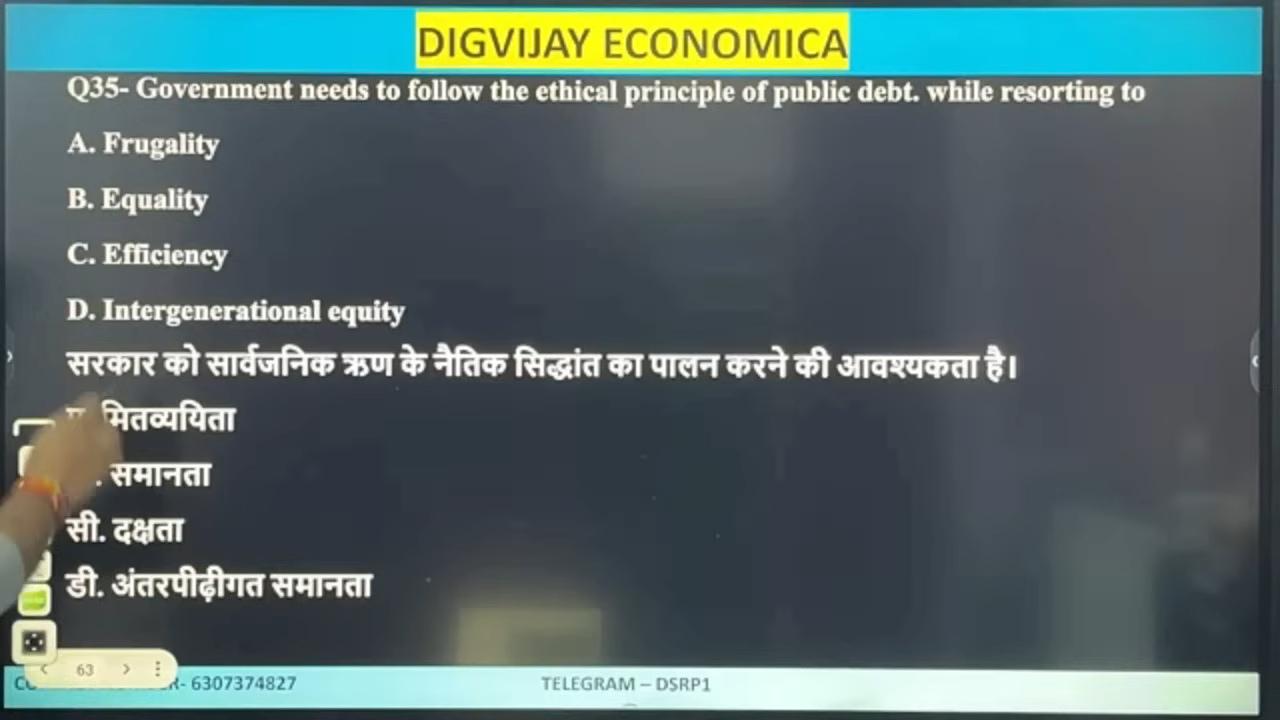 DIGVIJAY ECONOMICA
Q35- Government needs to follow the ethical principle of public debt. while resorting to
A. Frugality
B. Equality
C. Efficiency
D. Intergenerational equity
सरकार को सार्वजनिक ऋण के नैतिक सिद्धांत का पालन करने की आवश्यकता है।
मितव्ययिता
समानता
सी. दक्षता
डी. अंतरपीढ़ीगत समानता
63
6307374827
TELEGRAM – DSRP1